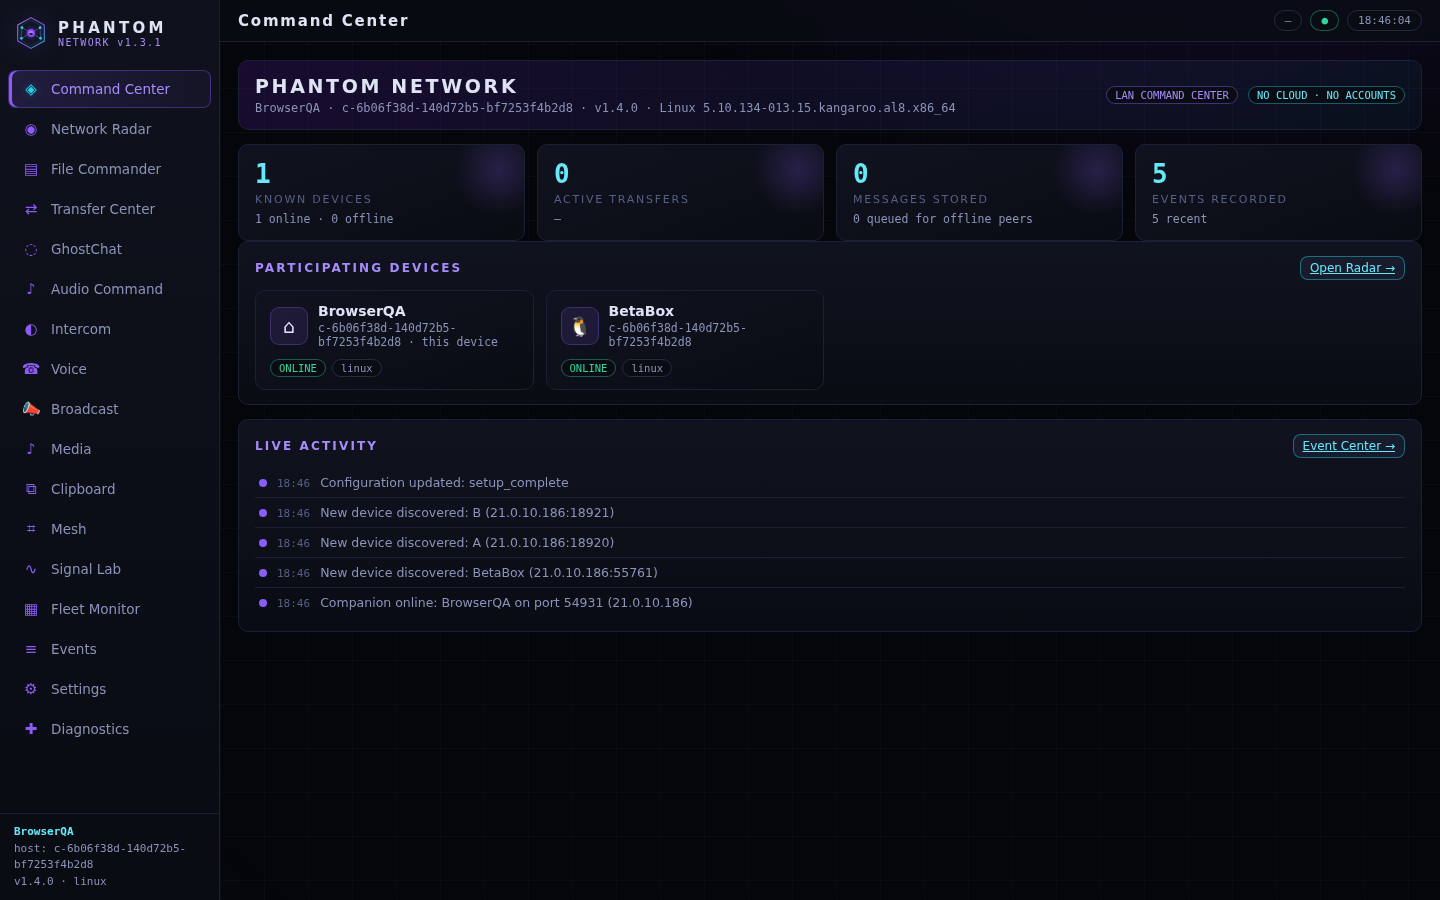 PHANTOM
NETWORK v1.3.1
Command Center
Network Radar
File Commander
Transfer Center
GhostChat
Audio Command
Intercom
Voice
Broadcast
Media
Clipboard
Mesh
Signal Lab
Fleet Monitor
Events
Settings
Diagnostics
BrowserQA
host: c-6b06f38d-140d72b5-
bf7253f4b2d8
v1.4.0 · linux
Command Center
—
18:46:04
PHANTOM NETWORK
BrowserQA · c-6b06f38d-140d72b5-bf7253f4b2d8 · v1.4.0 · Linux 5.10.134-013.15.kangaroo.al8.x86_64
LAN COMMAND CENTER
NO CLOUD · NO ACCOUNTS
1
KNOWN DEVICES
1 online · 0 offline
0
ACTIVE TRANSFERS
—
0
MESSAGES STORED
0 queued for offline peers
5
EVENTS RECORDED
5 recent
PARTICIPATING DEVICES
Open Radar →
BrowserQA
c-6b06f38d-140d72b5-
bf7253f4b2d8 · this device
ONLINE linux
BetaBox
c-6b06f38d-140d72b5-
bf7253f4b2d8
ONLINE linux
LIVE ACTIVITY
Event Center →
18:46 Configuration updated: setup_complete
18:46 New device discovered: B (21.0.10.186:18921)
18:46 New device discovered: A (21.0.10.186:18920)
18:46 New device discovered: BetaBox (21.0.10.186:55761)
18:46 Companion online: BrowserQA on port 54931 (21.0.10.186)